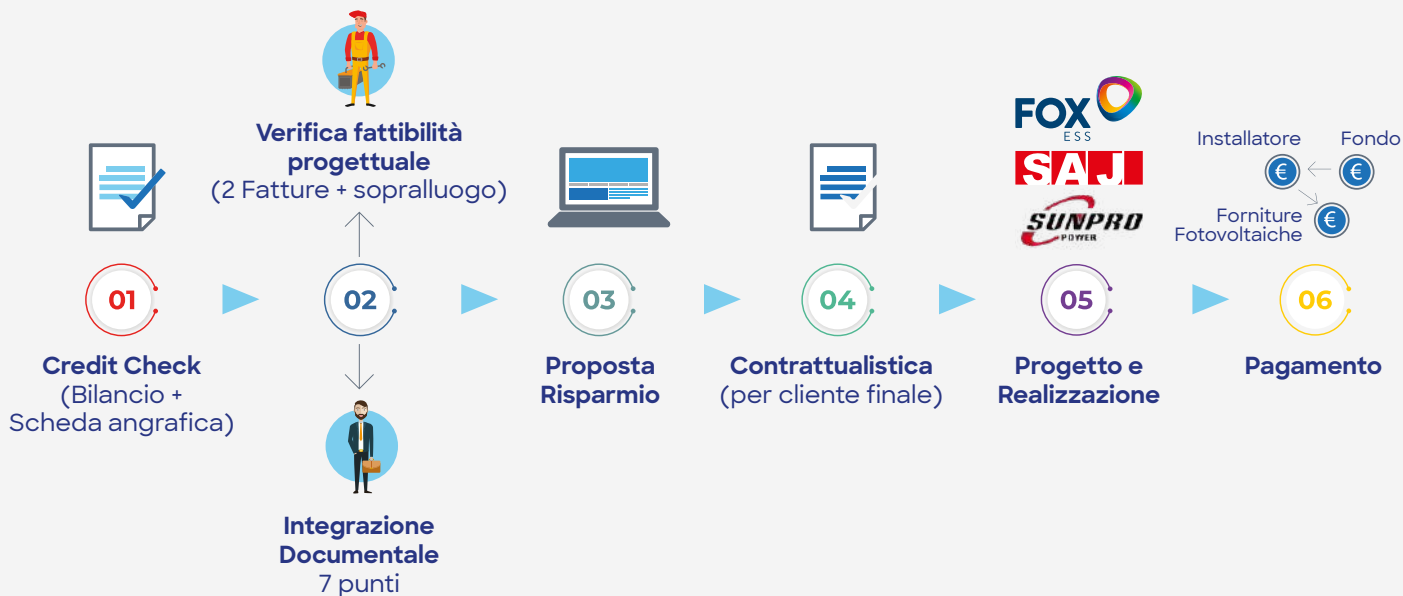 01
Credit Check
(Bilancio +
Scheda angrafica)
Verifica fattibilità
progettuale
(2 Fatture + sopralluogo)
02
Integrazione
Documentale
7 punti
03
Proposta
Risparmio
04
Contrattualistica
(per cliente finale)
FOX
ESS
SAJ
SUNPRO
POWER
05
Progetto e
Realizzazione
Installatore
Fondo
€
€
Forniture
Fotovoltaiche
€
06
Pagamento